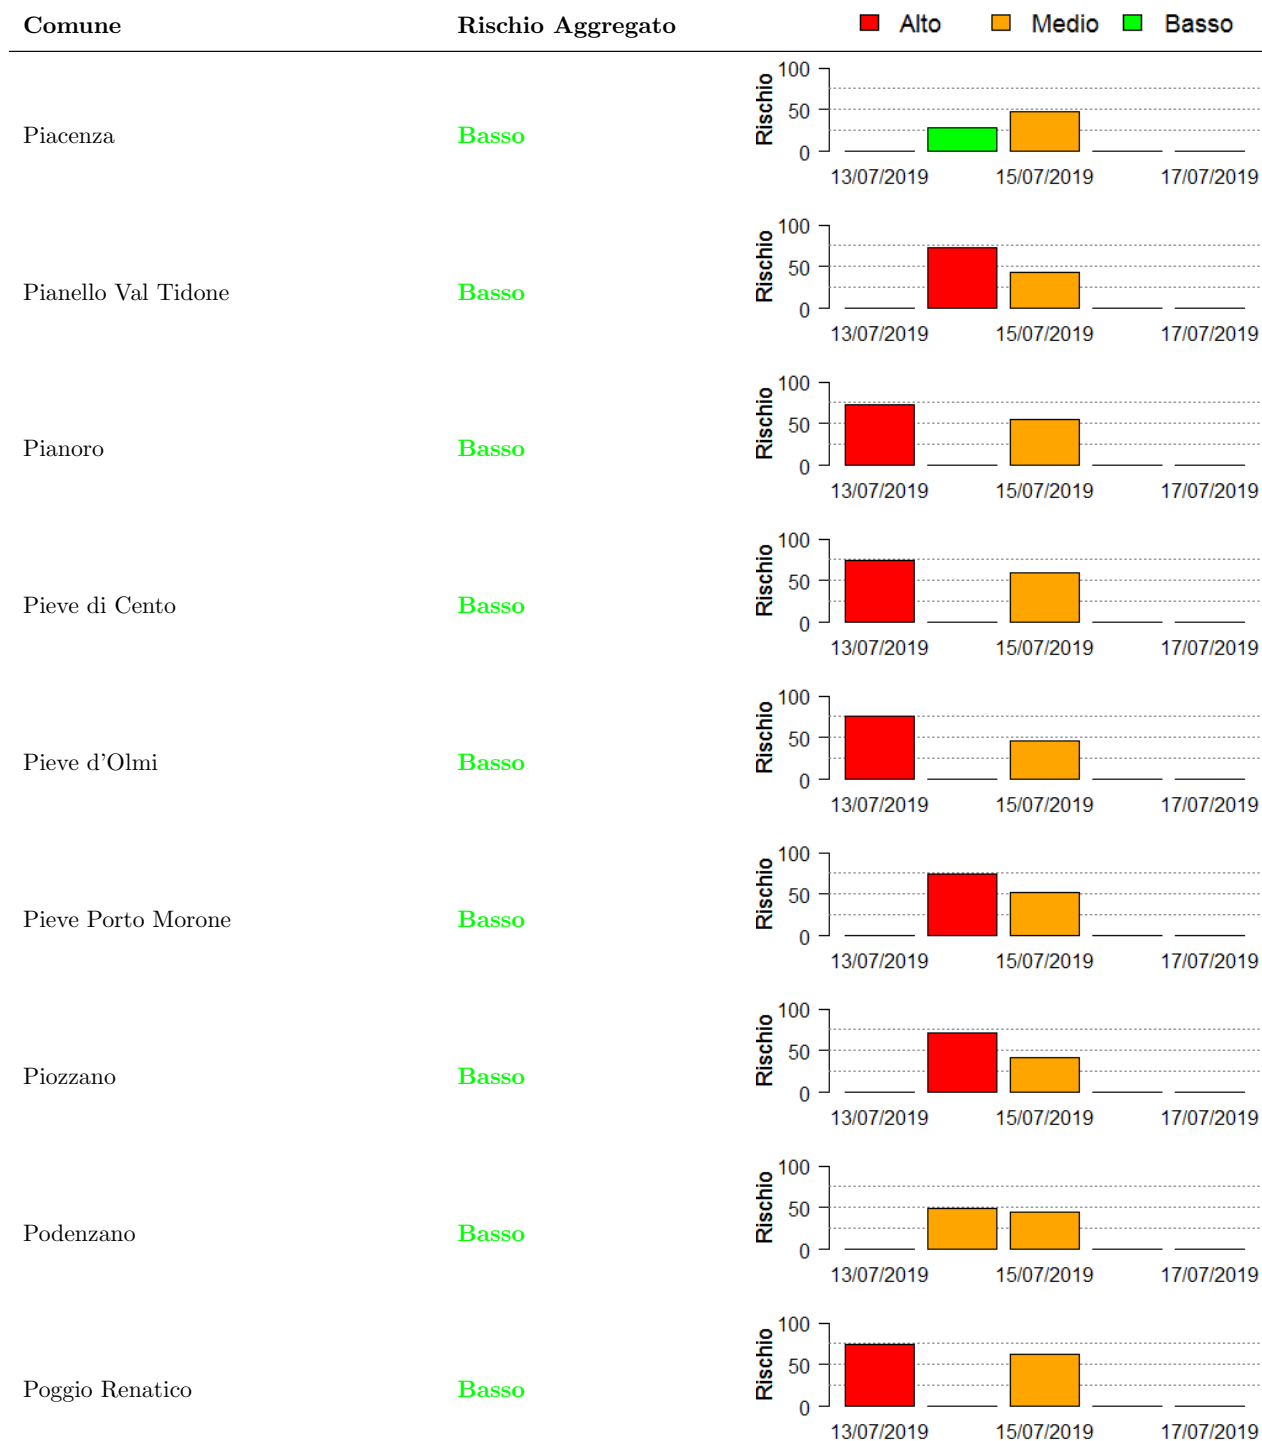 Comune Rischio Aggregato Alto Medio Basso
Piacenza Basso Rischio 100 50 0
13/07/2019 15/07/2019 17/07/2019
Pianello Val Tidone Basso Rischio 100 50 0
13/07/2019 15/07/2019 17/07/2019
Pianoro Basso Rischio 100 50 0
13/07/2019 15/07/2019 17/07/2019
Pieve di Cento Basso Rischio 100 50 0
13/07/2019 15/07/2019 17/07/2019
Pieve d'Olmi Basso Rischio 100 50 0
13/07/2019 15/07/2019 17/07/2019
Pieve Porto Morone Basso Rischio 100 50 0
13/07/2019 15/07/2019 17/07/2019
Piozzano Basso Rischio 100 50 0
13/07/2019 15/07/2019 17/07/2019
Podenzano Basso Rischio 100 50 0
13/07/2019 15/07/2019 17/07/2019
Poggio Renatico Basso Rischio 100 50 0
13/07/2019 15/07/2019 17/07/2019